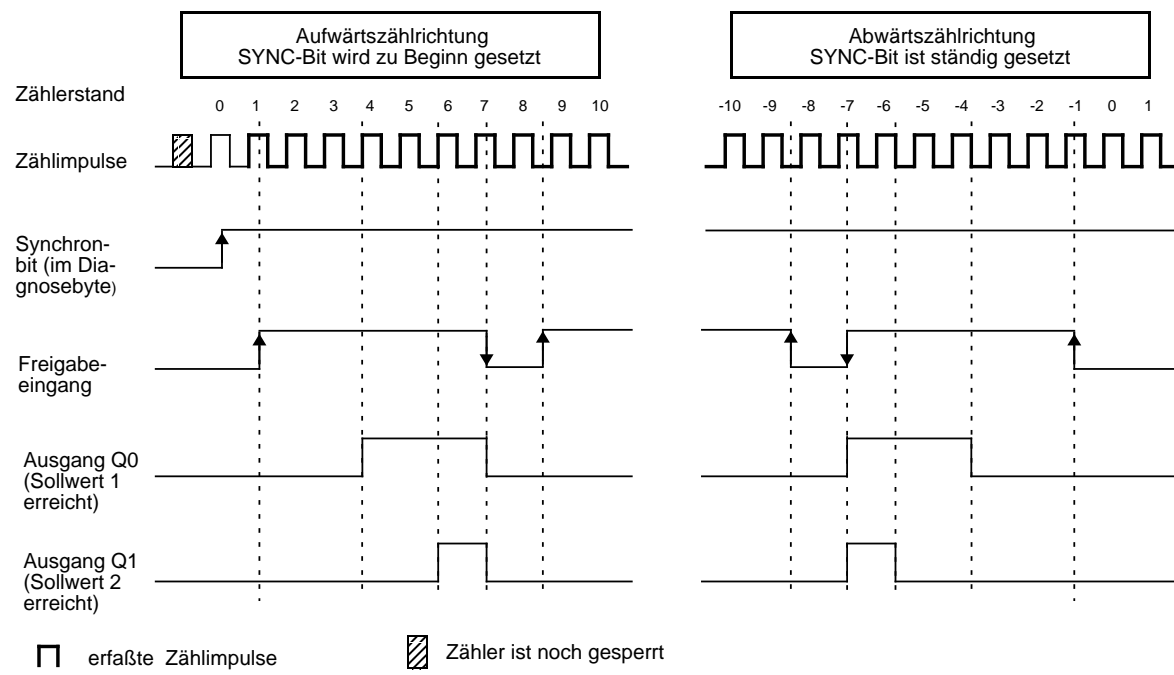 Aufwärtszählrichtung
SYNC-Bit wird zu Beginn gesetzt
Abwärtszählrichtung
SYNC-Bit ist ständig gesetzt
Zählerstand
0 1 2 3 4 5 6 7 8 9 10
-10 -9 -8 -7 -6 -5 -4 -3 -2 -1 0 1
Zählimpulse
Synchron-
bit (im Dia-
gnosebyte)
Freigabe-
eingang
Ausgang Q0
(Sollwert 1
erreicht)
Ausgang Q1
(Sollwert 2
erreicht)
erfaßte Zählimpulse
Zähler ist noch gesperrt